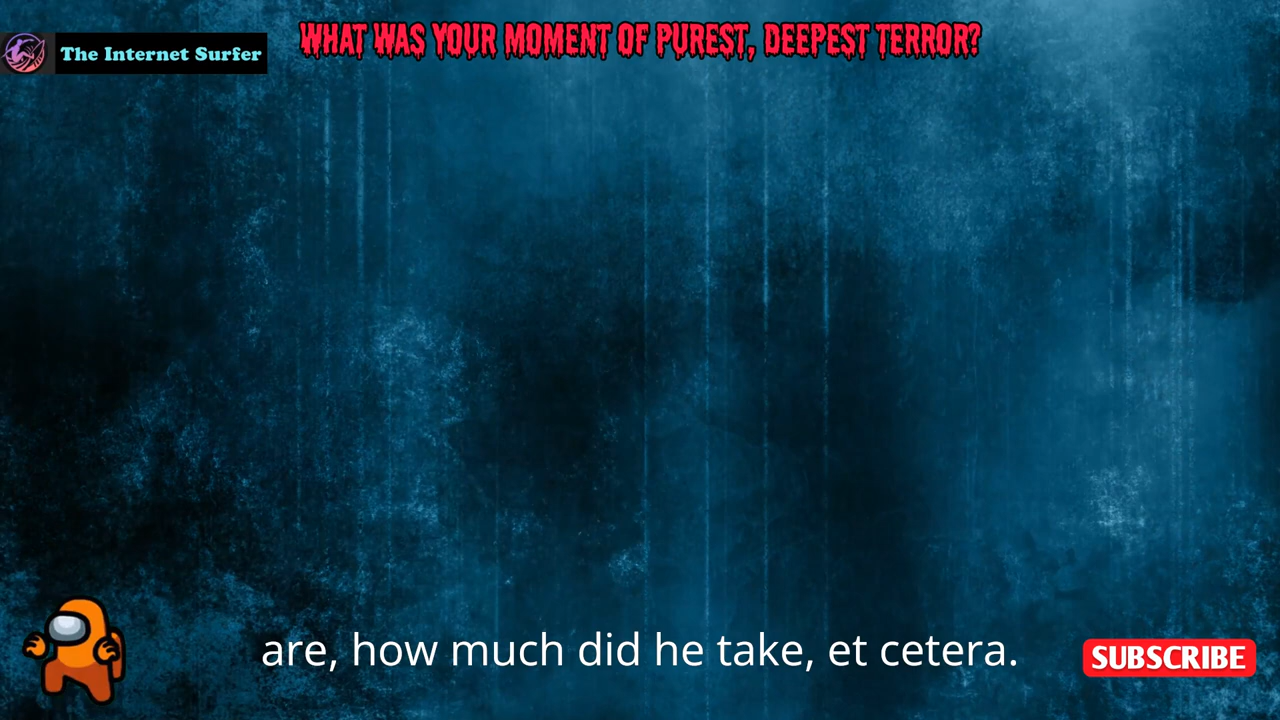 WHAT WAS YOUR MOMENT OF PUREST, DEEPEST TERROR?
The Internet Surfer
are, how much did he take, et cetera.
SUBSCRIBE